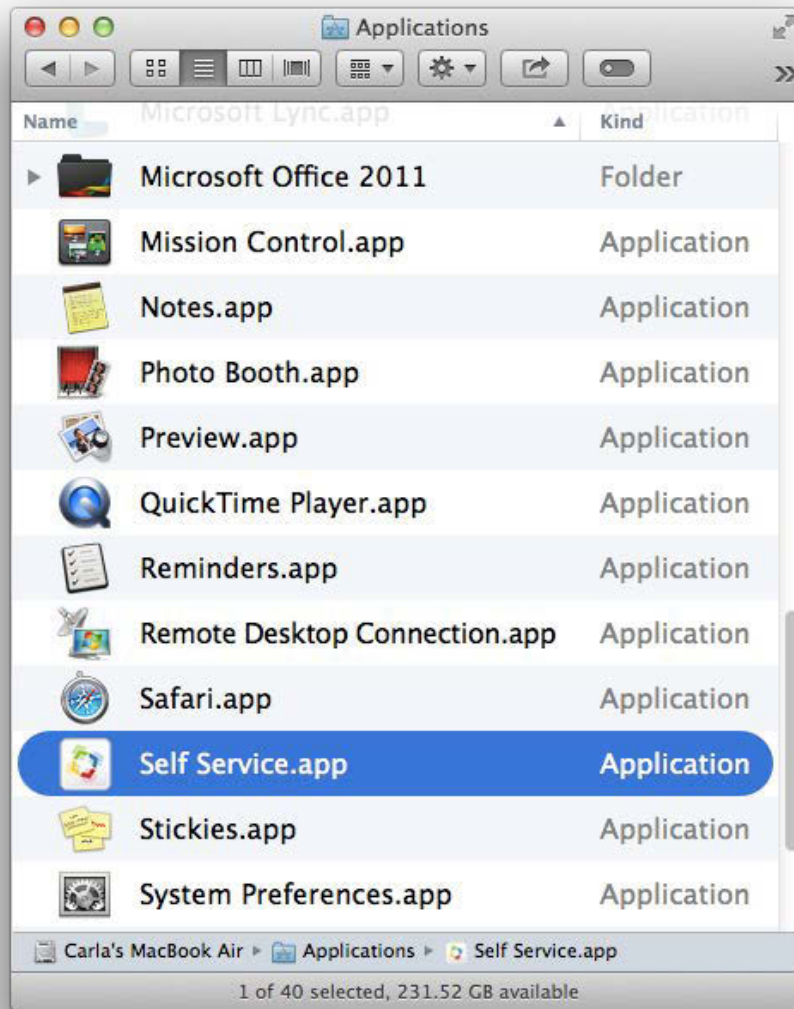 Applications
Microsoft Lync.app Application
Name Kind
Microsoft Office 2011 Folder
Mission Control.app Application
Notes.app Application
Photo Booth.app Application
Preview.app Application
QuickTime Player.app Application
Reminders.app Application
Remote Desktop Connection.app Application
Safari.app Application
Self Service.app Application
Stickies.app Application
System Preferences.app Application
Carla's MacBook Air Applications Self Service.app
1 of 40 selected, 231.52 GB available